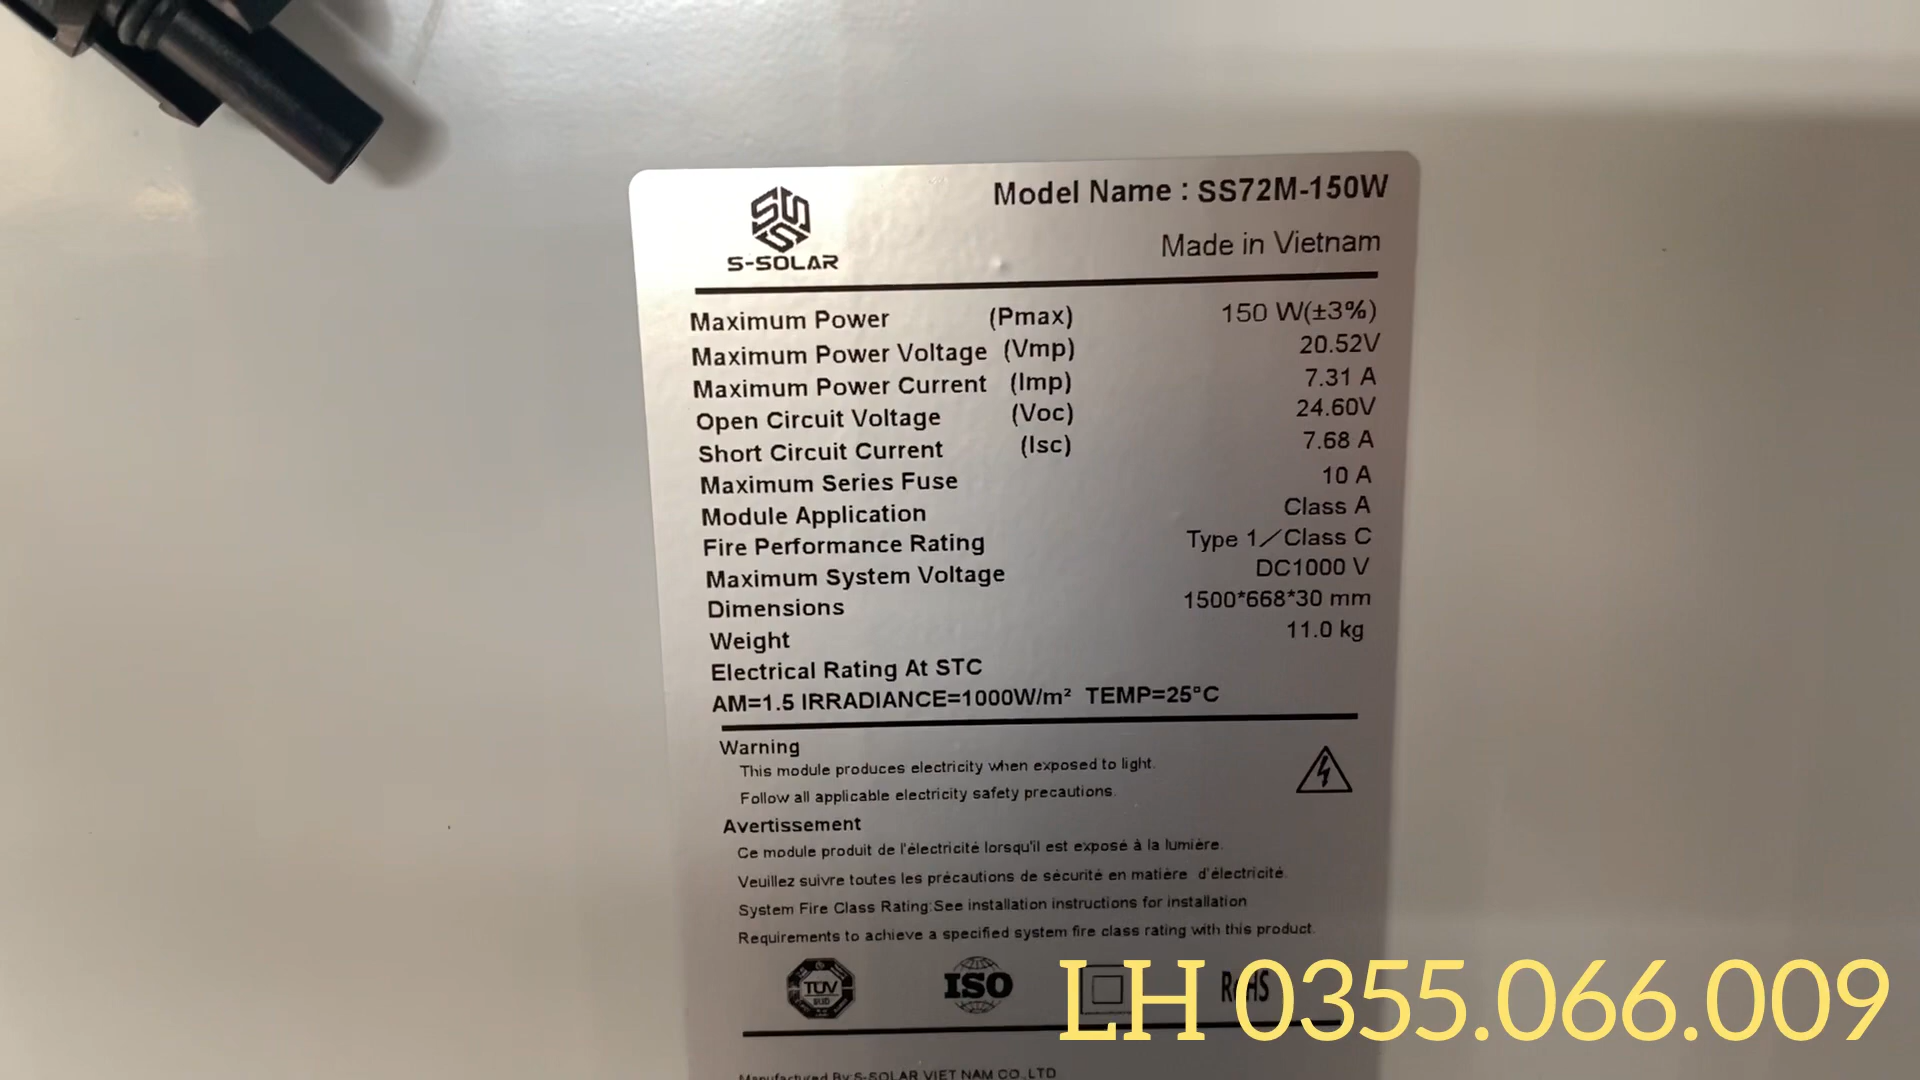 S-SOLAR
Model Name : SS72M-150W
Made in Vietnam
Maximum Power (Pmax) 150 W(±3%)
Maximum Power Voltage (Vmp) 20.52V
Maximum Power Current (Imp) 7.31 A
Open Circuit Voltage (Voc) 24.60V
Short Circuit Current (Isc) 7.68 A
Maximum Series Fuse 10 A
Module Application Class A
Fire Performance Rating Type 1/Class C
Maximum System Voltage DC1000 V
Dimensions 1500*668*30 mm
Weight 11.0 kg
Electrical Rating At STC
AM=1.5 IRRADIANCE=1000W/m² TEMP=25°C
Warning
This module produces electricity when exposed to light.
Follow all applicable electricity safety precautions.
Avertissement
Ce module produit de l'électricité lorsqu'il est exposé à la lumière.
Veuillez suivre toutes les précautions de sécurité en matière d'électricité.
System Fire Class Rating:See installation instructions for installation
Requirements to achieve a specified system fire class rating with this product.
TÜV SUD ISO RoHS
LH 0355.066.009
Manufactured By:S-SOLAR VIET NAM CO.,LTD